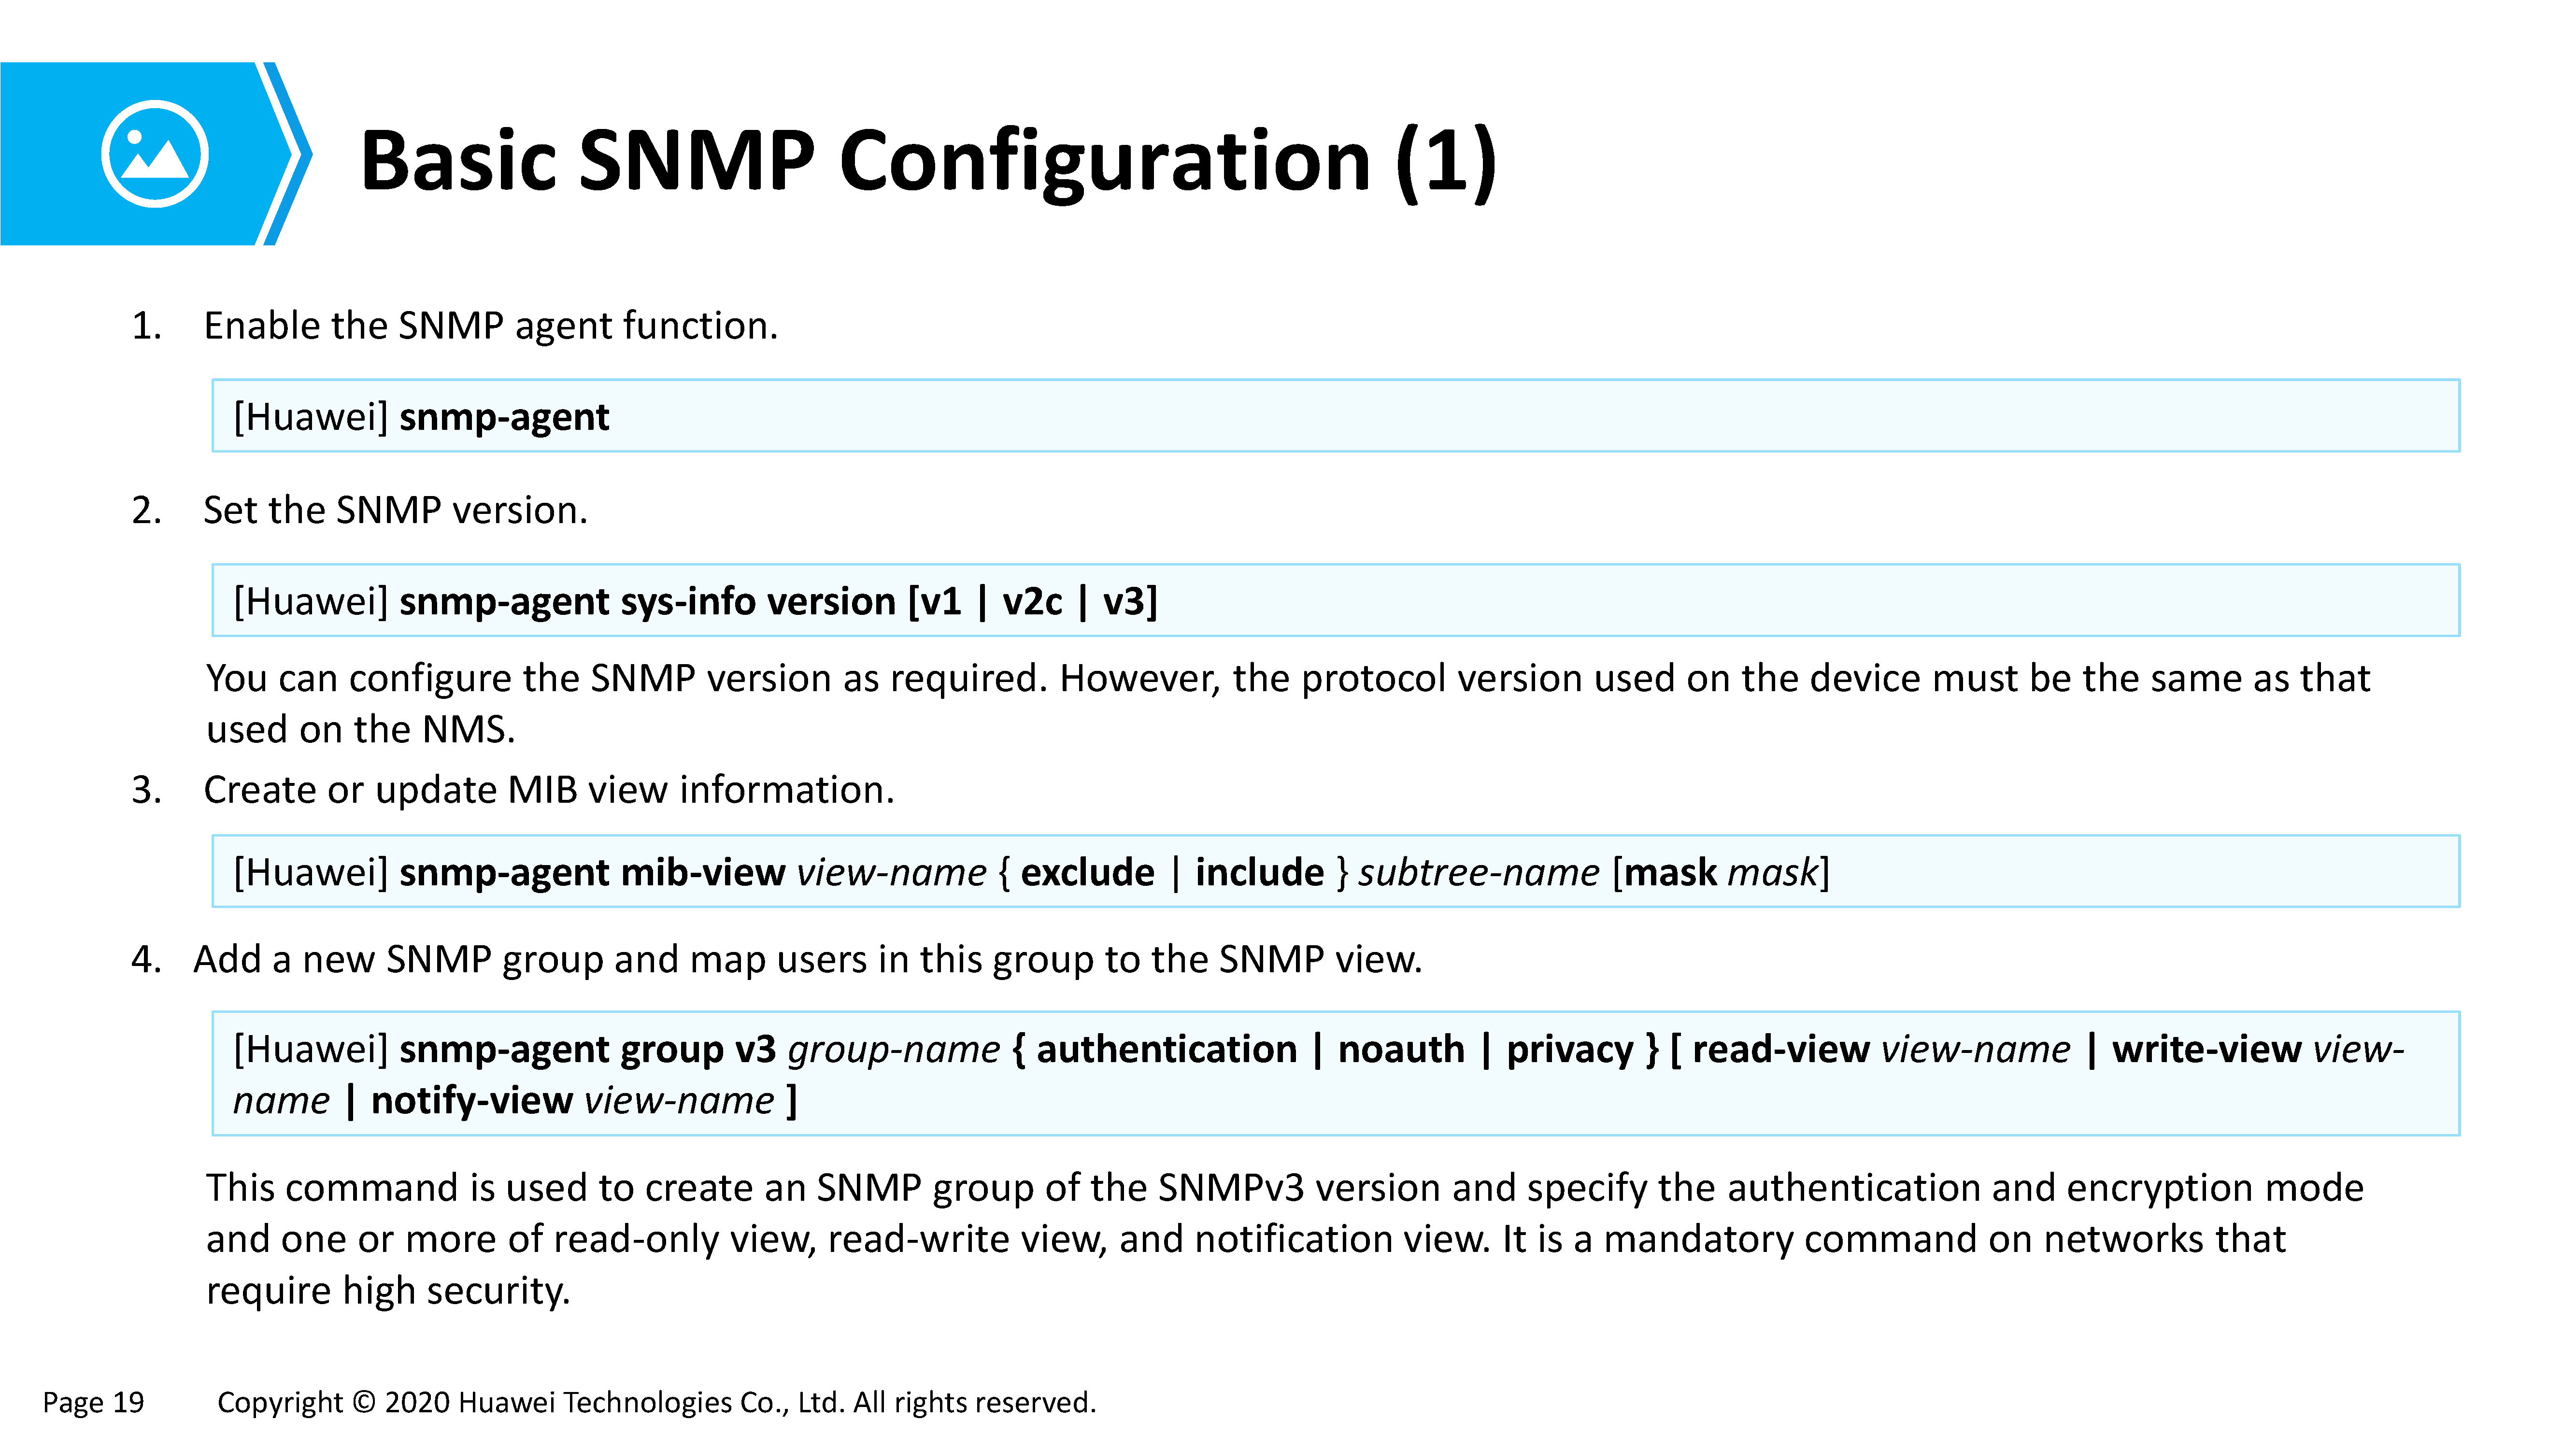 Basic SNMP Configuration (1)
1. Enable the SNMP agent function.
[Huawei] snmp-agent
2. Set the SNMP version.
[Huawei] snmp-agent sys-info version [v1 | v2c | v3]
You can configure the SNMP version as required. However, the protocol version used on the device must be the same as that
used on the NMS.
3. Create or update MIB view information.
[Huawei] snmp-agent mib-view view-name { exclude | include } subtree-name [mask mask]
4. Add a new SNMP group and map users in this group to the SNMP view.
[Huawei] snmp-agent group v3 group-name { authentication | noauth | privacy } [ read-view view-name | write-view view-
name | notify-view view-name ]
This command is used to create an SNMP group of the SNMPv3 version and specify the authentication and encryption mode
and one or more of read-only view, read-write view, and notification view. It is a mandatory command on networks that
require high security.
Page 19 Copyright © 2020 Huawei Technologies Co., Ltd. All rights reserved.